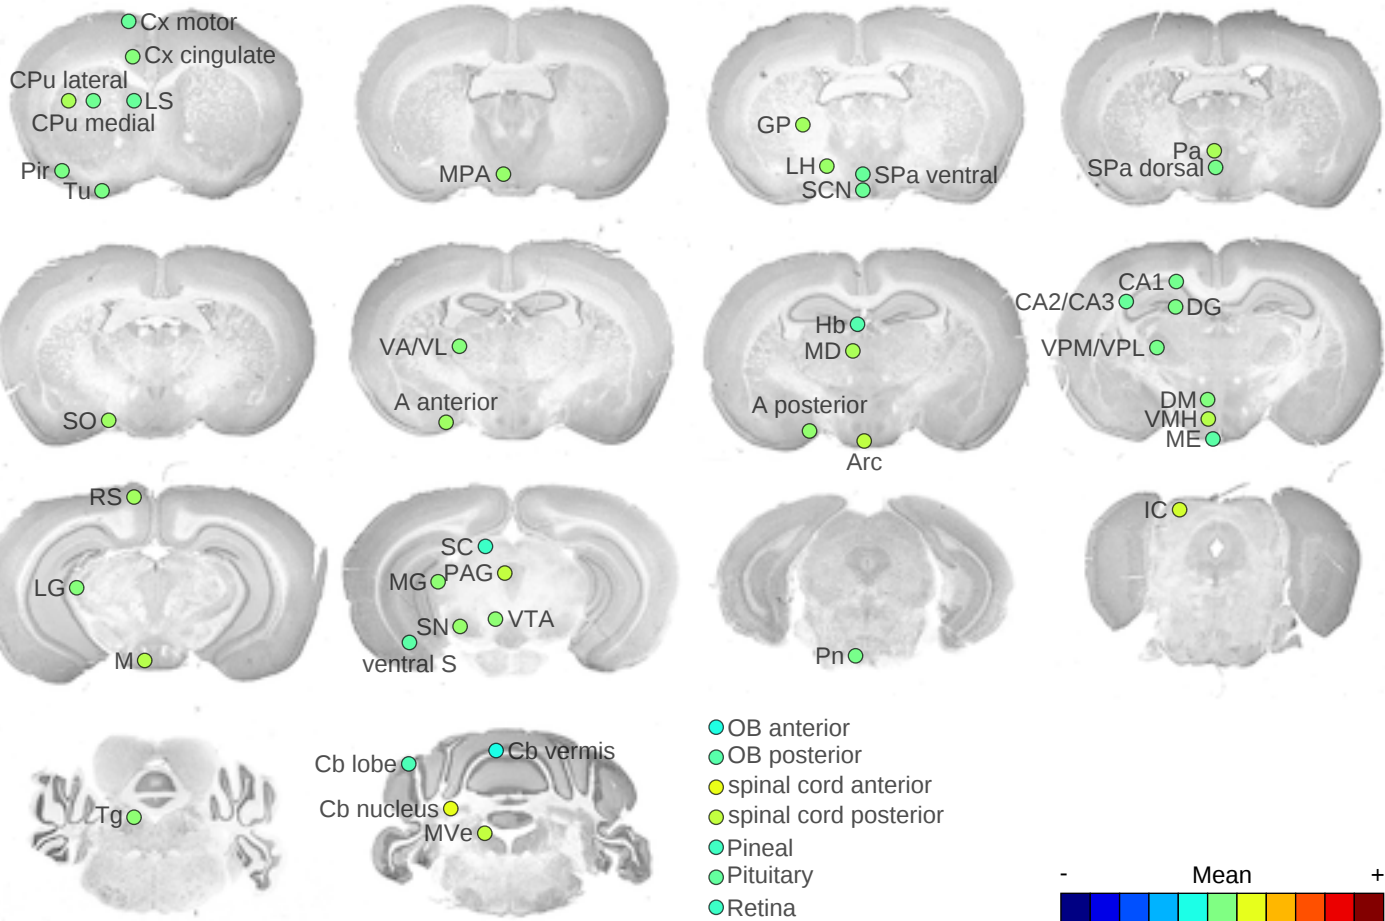 Cx motor
Cx cingulate
CPu lateral
LS
CPu medial
Pir
Tu
MPA
GP
LH
SPa ventral
SCN
Pa
SPa dorsal
SO
VA/VL
A anterior
Hb
MD
A posterior
Arc
CA1
CA2/CA3
DG
VPM/VPL
DM
VMH
ME
RS
LG
M
SC
PAG
MG
VTA
SN
ventral S
Pn
IC
Tg
Cb vermis
Cb lobe
Cb nucleus
MVe
OB anterior
OB posterior
spinal cord anterior
spinal cord posterior
Pineal
Pituitary
Retina
- Mean +